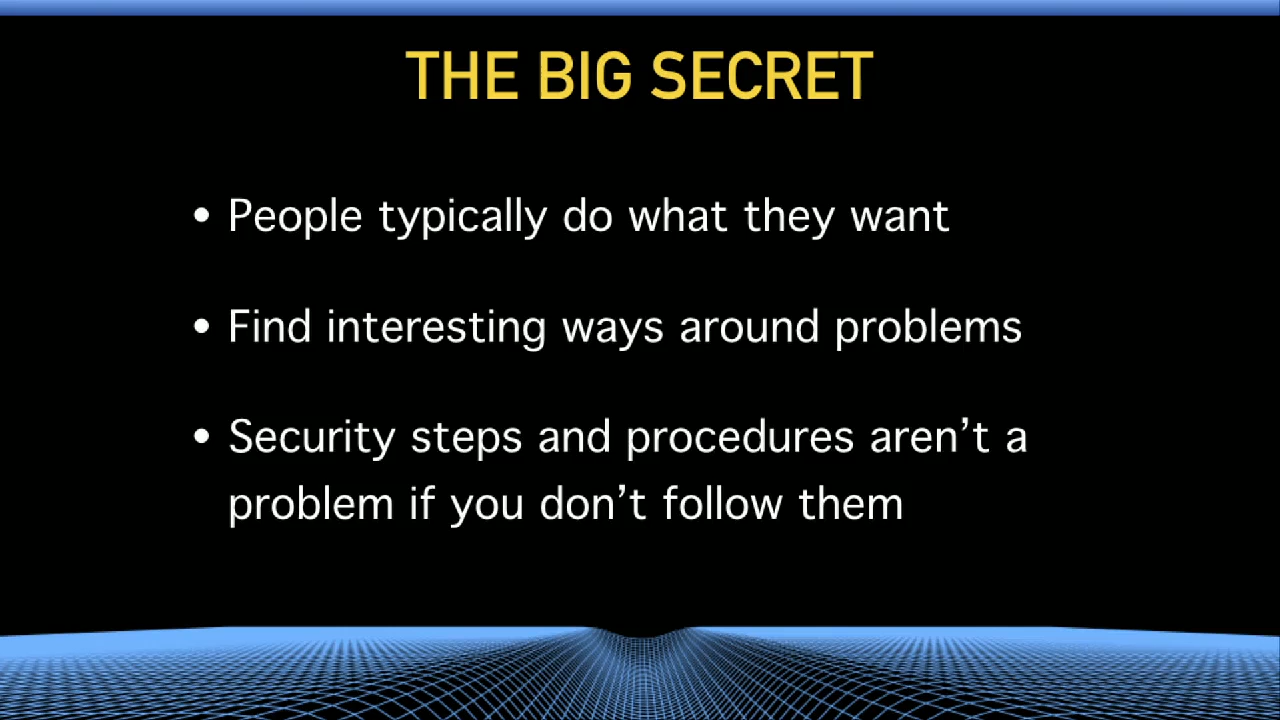 THE BIG SECRET
• People typically do what they want
• Find interesting ways around problems
• Security steps and procedures aren’t a
problem if you don’t follow them